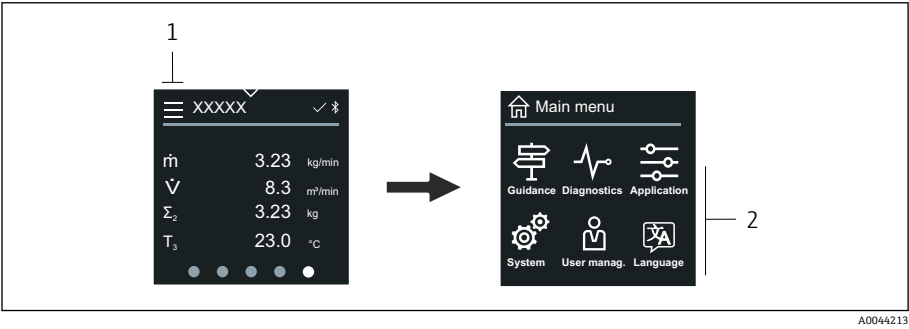 1
XXXXX
ṁ 3.23 kg/min
V̇ 8.3 m³/min
Σ₂ 3.23 kg
T₃ 23.0 °C
Main menu
Guidance Diagnostics Application
System User manag. Language
2
A0044213